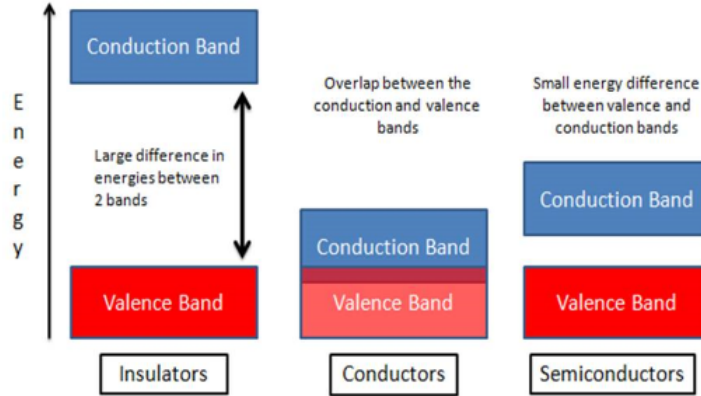 Energy
Conduction Band
Large difference in
energies between
2 bands
Valence Band
Insulators
Overlap between the
conduction and valence
bands
Conduction Band
Valence Band
Conductors
Small energy difference
between valence and
conduction bands
Conduction Band
Valence Band
Semiconductors